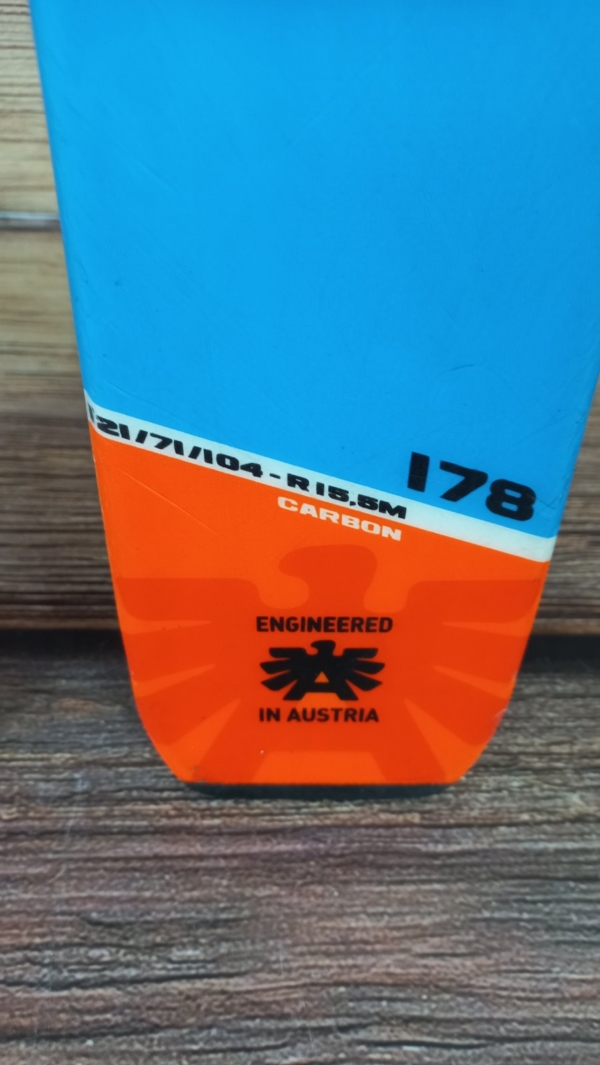 121/71/104 - R15,5M
178
CARBON
ENGINEERED
IN AUSTRIA